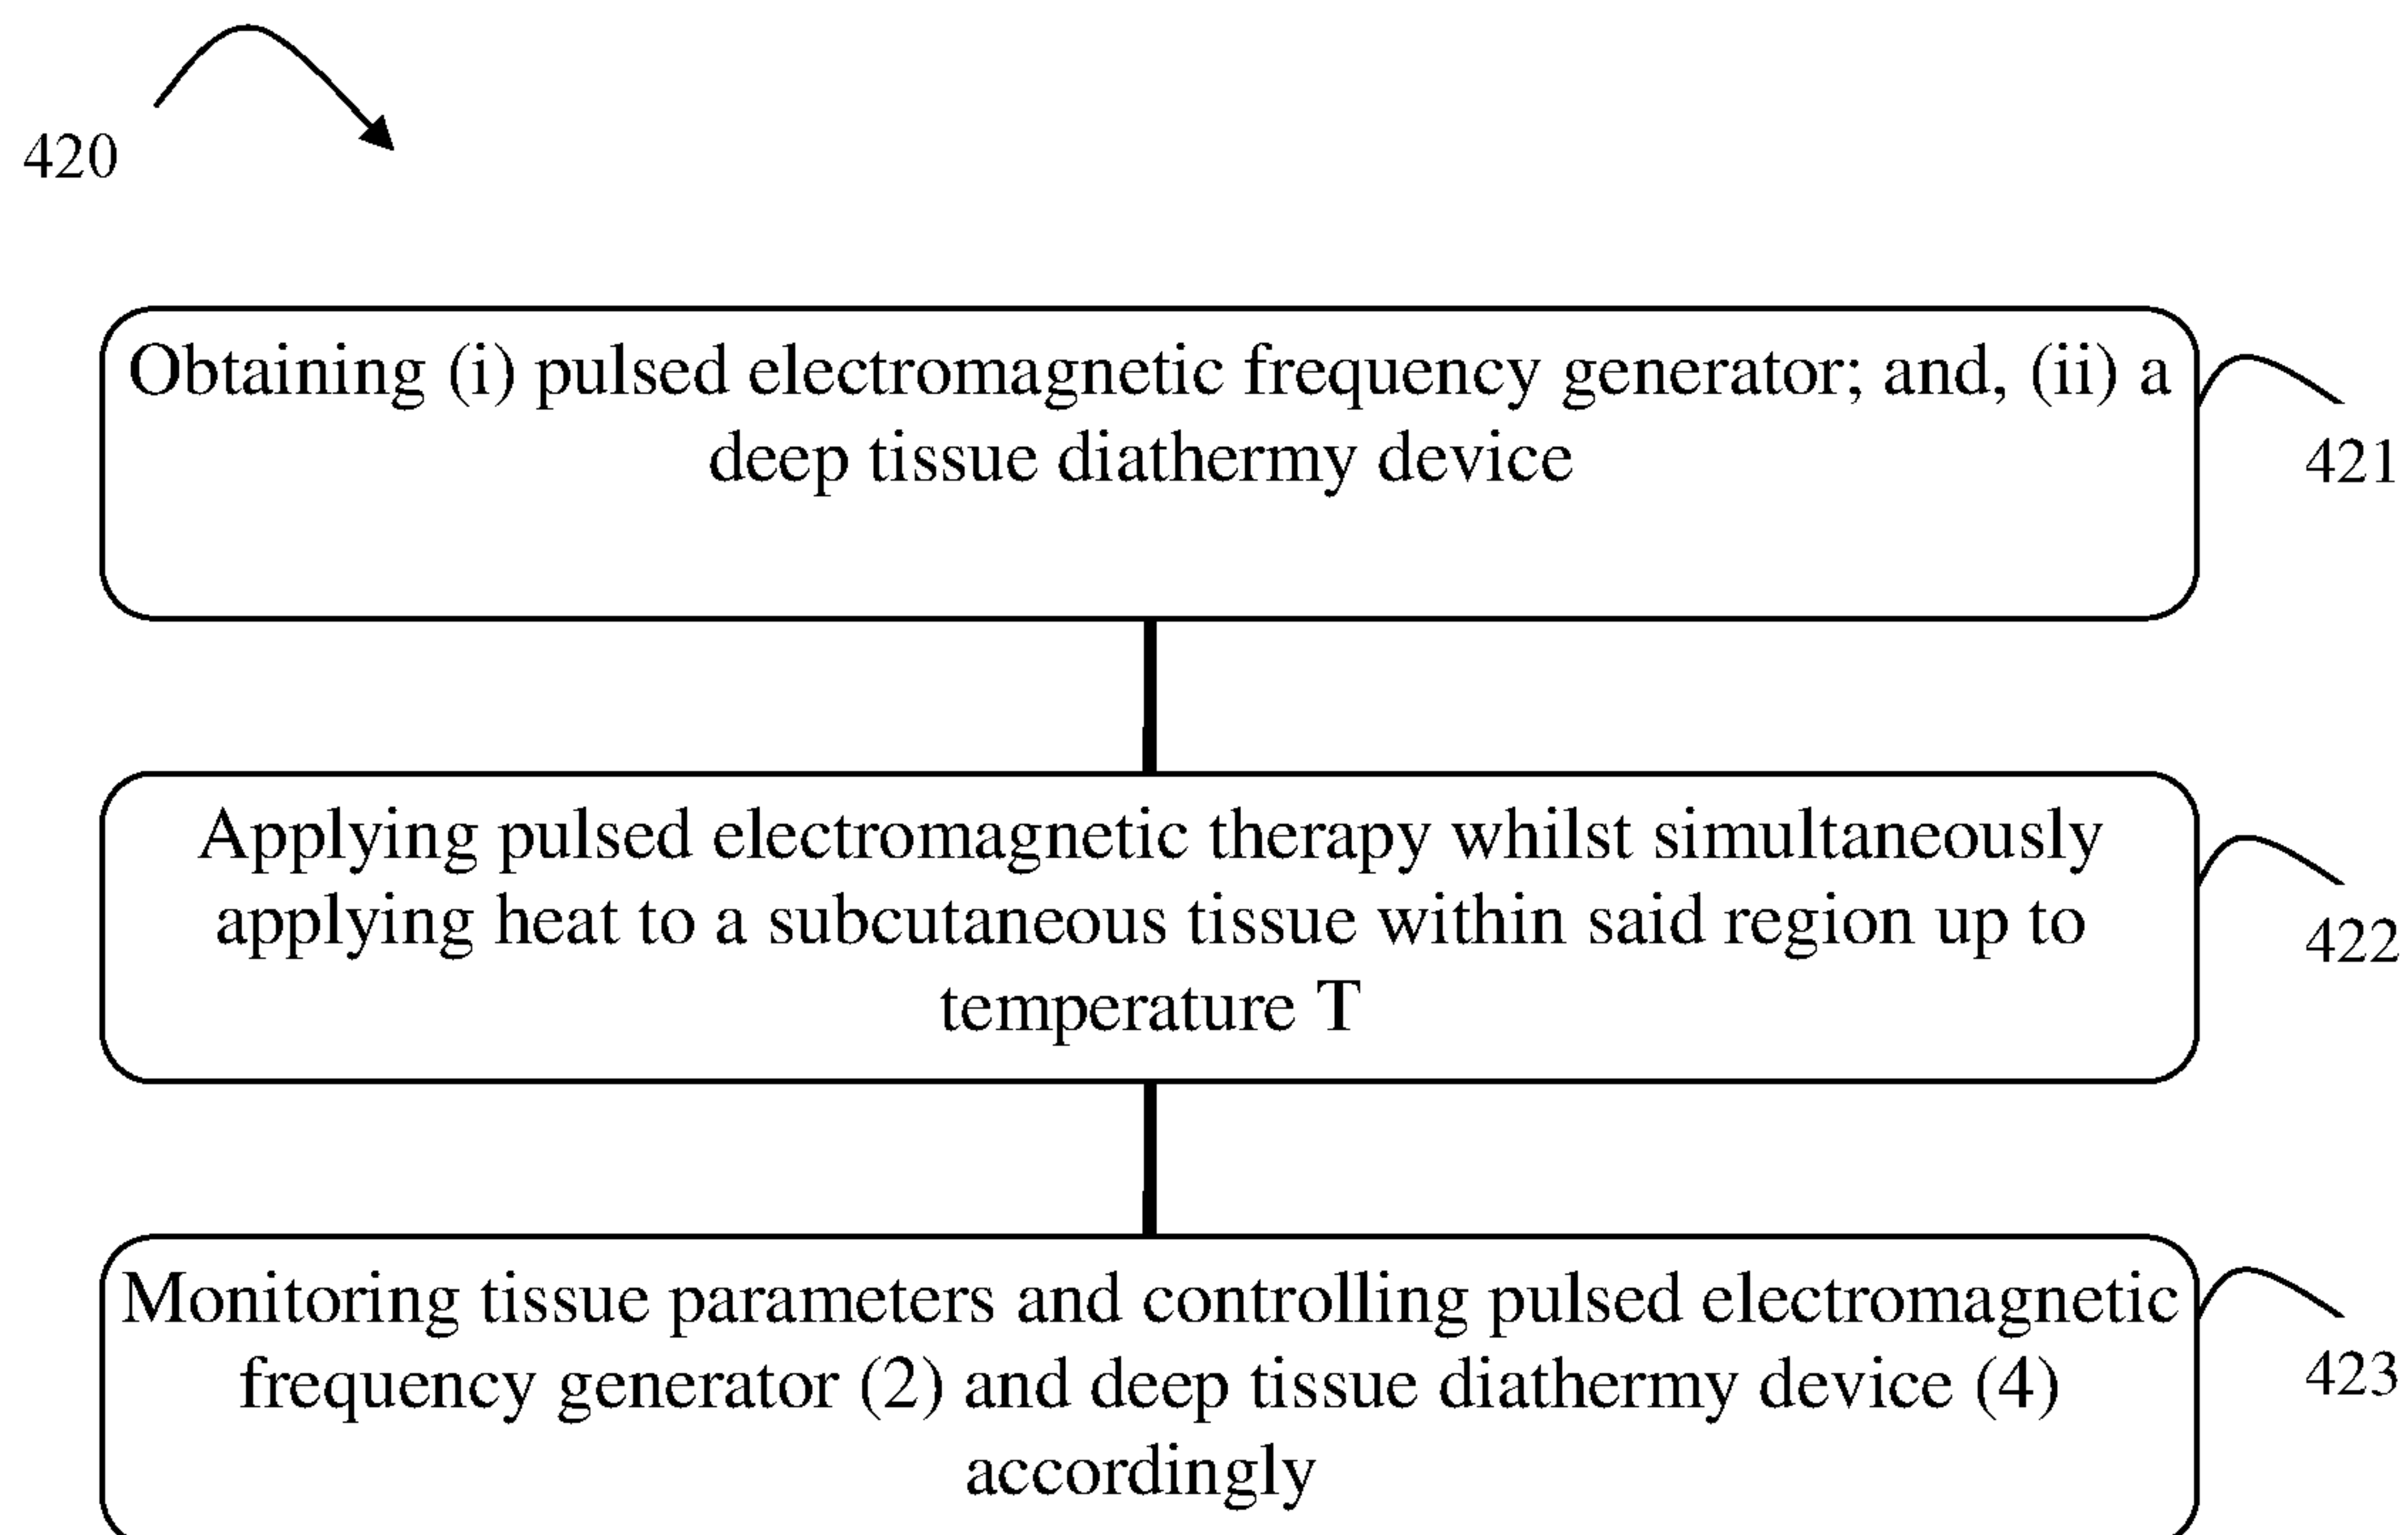 420
Obtaining (i) pulsed electromagnetic frequency generator; and, (ii) a
deep tissue diathermy device
421
Applying pulsed electromagnetic therapy whilst simultaneously
applying heat to a subcutaneous tissue within said region up to
temperature T
422
Monitoring tissue parameters and controlling pulsed electromagnetic
frequency generator (2) and deep tissue diathermy device (4)
accordingly
423